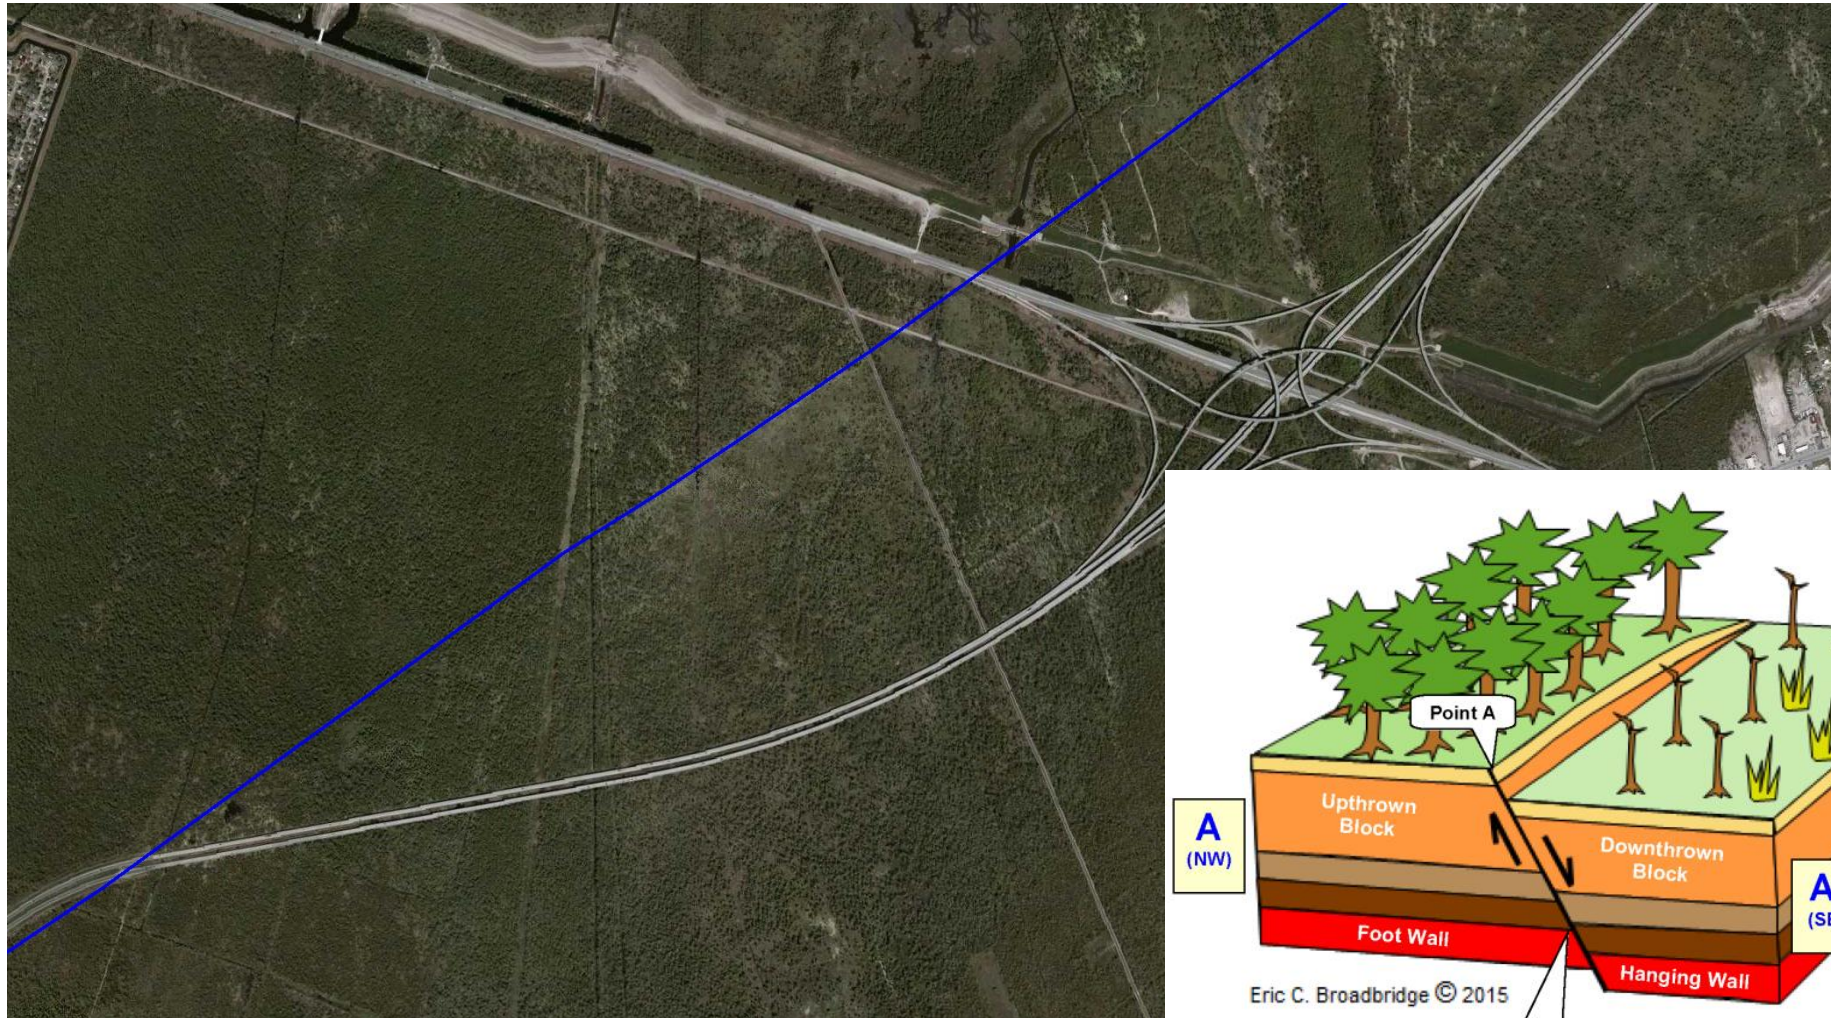 Point A
Upthrown
Block
A
(NW)
Downthrown
Block
A
Foot Wall
Hanging Wall
Eric C. Broadbridge © 2015